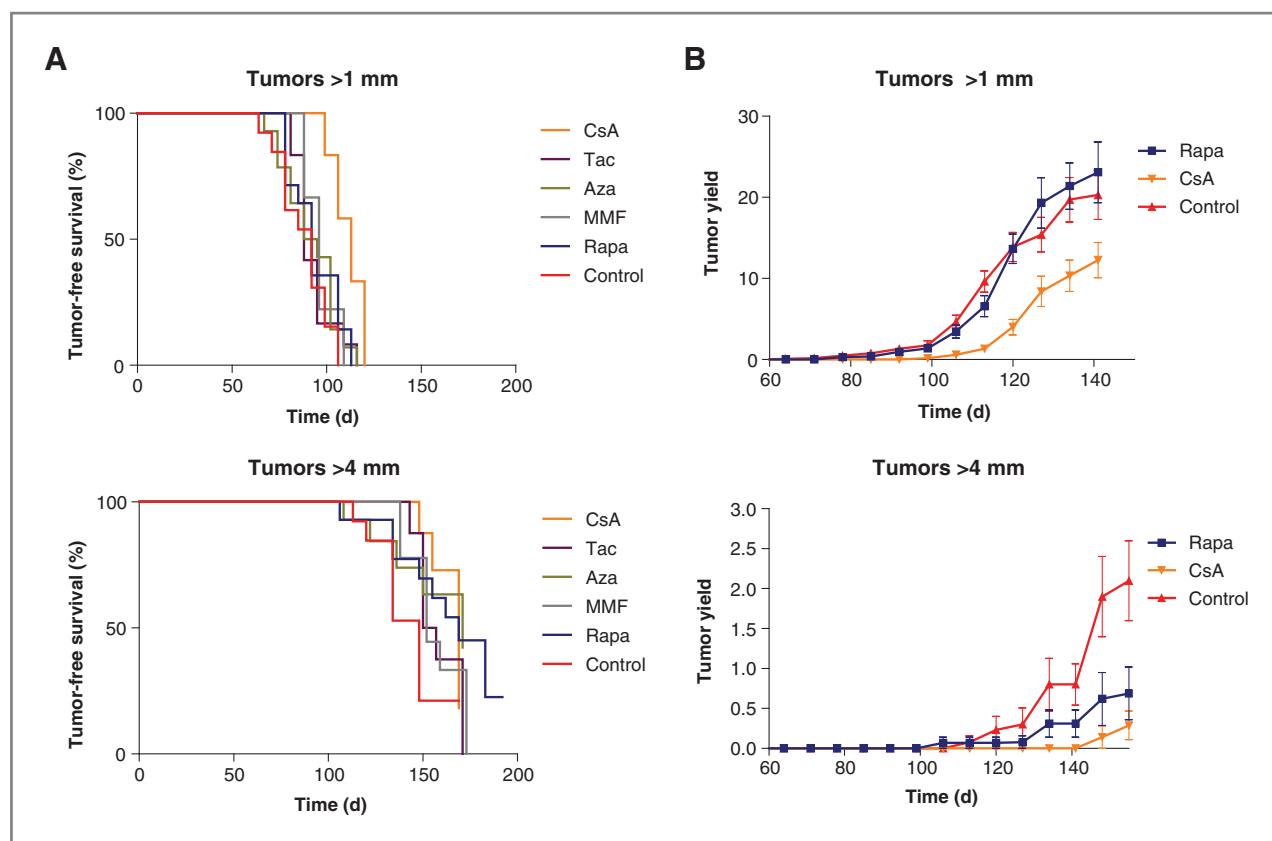 A
Tumors >1 mm
Tumor-free survival (%)
100
50
0
0 50 100 150 200
Time (d)
CsA
Tac
Aza
MMF
Rapa
Control
B
Tumors >1 mm
Tumor yield
30
20
10
0
60 80 100 120 140
Time (d)
Rapa
CsA
Control
Tumors >4 mm
Tumor-free survival (%)
100
50
0
0 50 100 150 200
Time (d)
CsA
Tac
Aza
MMF
Rapa
Control
Tumors >4 mm
Tumor yield
3.0
2.5
2.0
1.5
1.0
0.5
0.0
60 80 100 120 140
Time (d)
Rapa
CsA
Control